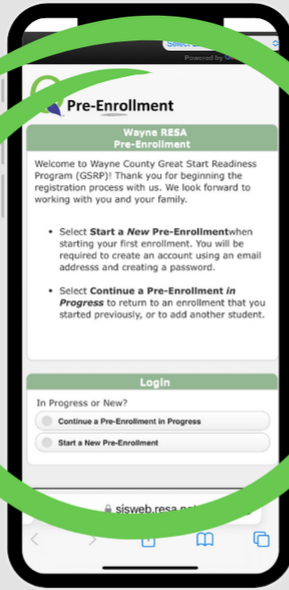 Powered by
Pre-Enrollment
Wayne RESA
Pre-Enrollment
Welcome to Wayne County Great Start Readiness
Program (GSRP)! Thank you for beginning the
registration process with us. We look forward to
working with you and your family.
• Select Start a New Pre-Enrollmentwhen
starting your first enrollment. You will be
required to create an account using an email
addresss and creating a password.
• Select Continue a Pre-Enrollment in
Progress to return to an enrollment that you
started previously, or to add another student.
Login
In Progress or New?
Continue a Pre-Enrollment in Progress
Start a New Pre-Enrollment
sisweb.resa